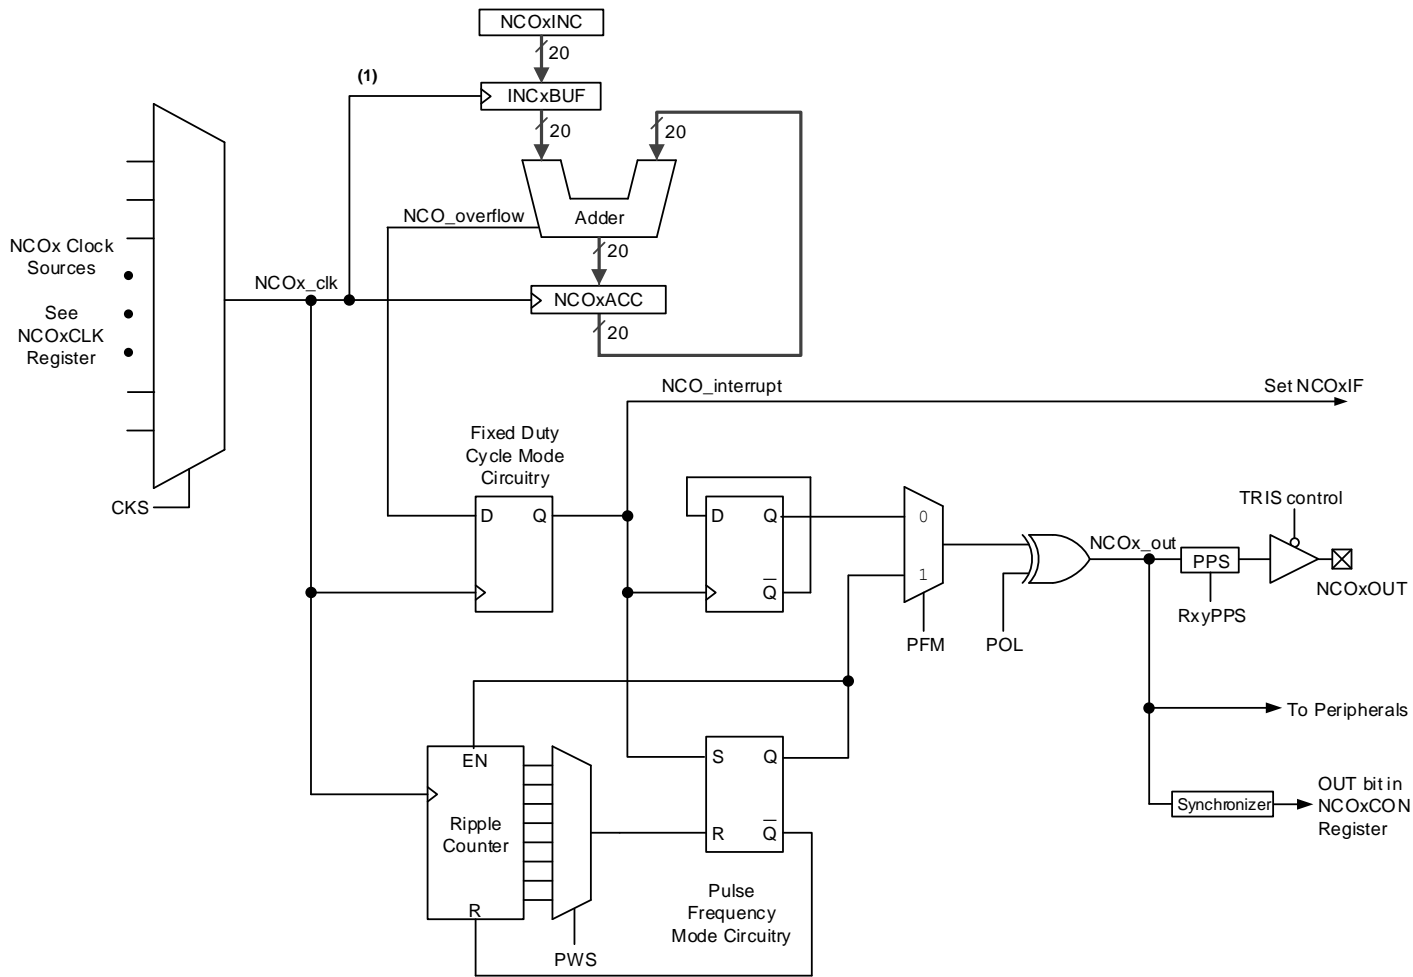 NCOxINC
20
(1)
INCxBUF
20
20
NCO_overflow
Adder
20
NCOx Clock
Sources
See
NCOxCLK
Register
NCOx_clk
NCOxACC
20
NCO_interrupt
Set NCOxIF
Fixed Duty
Cycle Mode
Circuitry
CKS
D
Q
D
Q
Q
0
1
PFM
POL
TRIS control
NCOx_out
PPS
RxyPPS
NCOxOUT
To Peripherals
EN
Ripple
Counter
R
PWS
S
Q
R
Q
Pulse
Frequency
Mode Circuitry
Synchronizer
OUT bit in
NCOxCON
Register